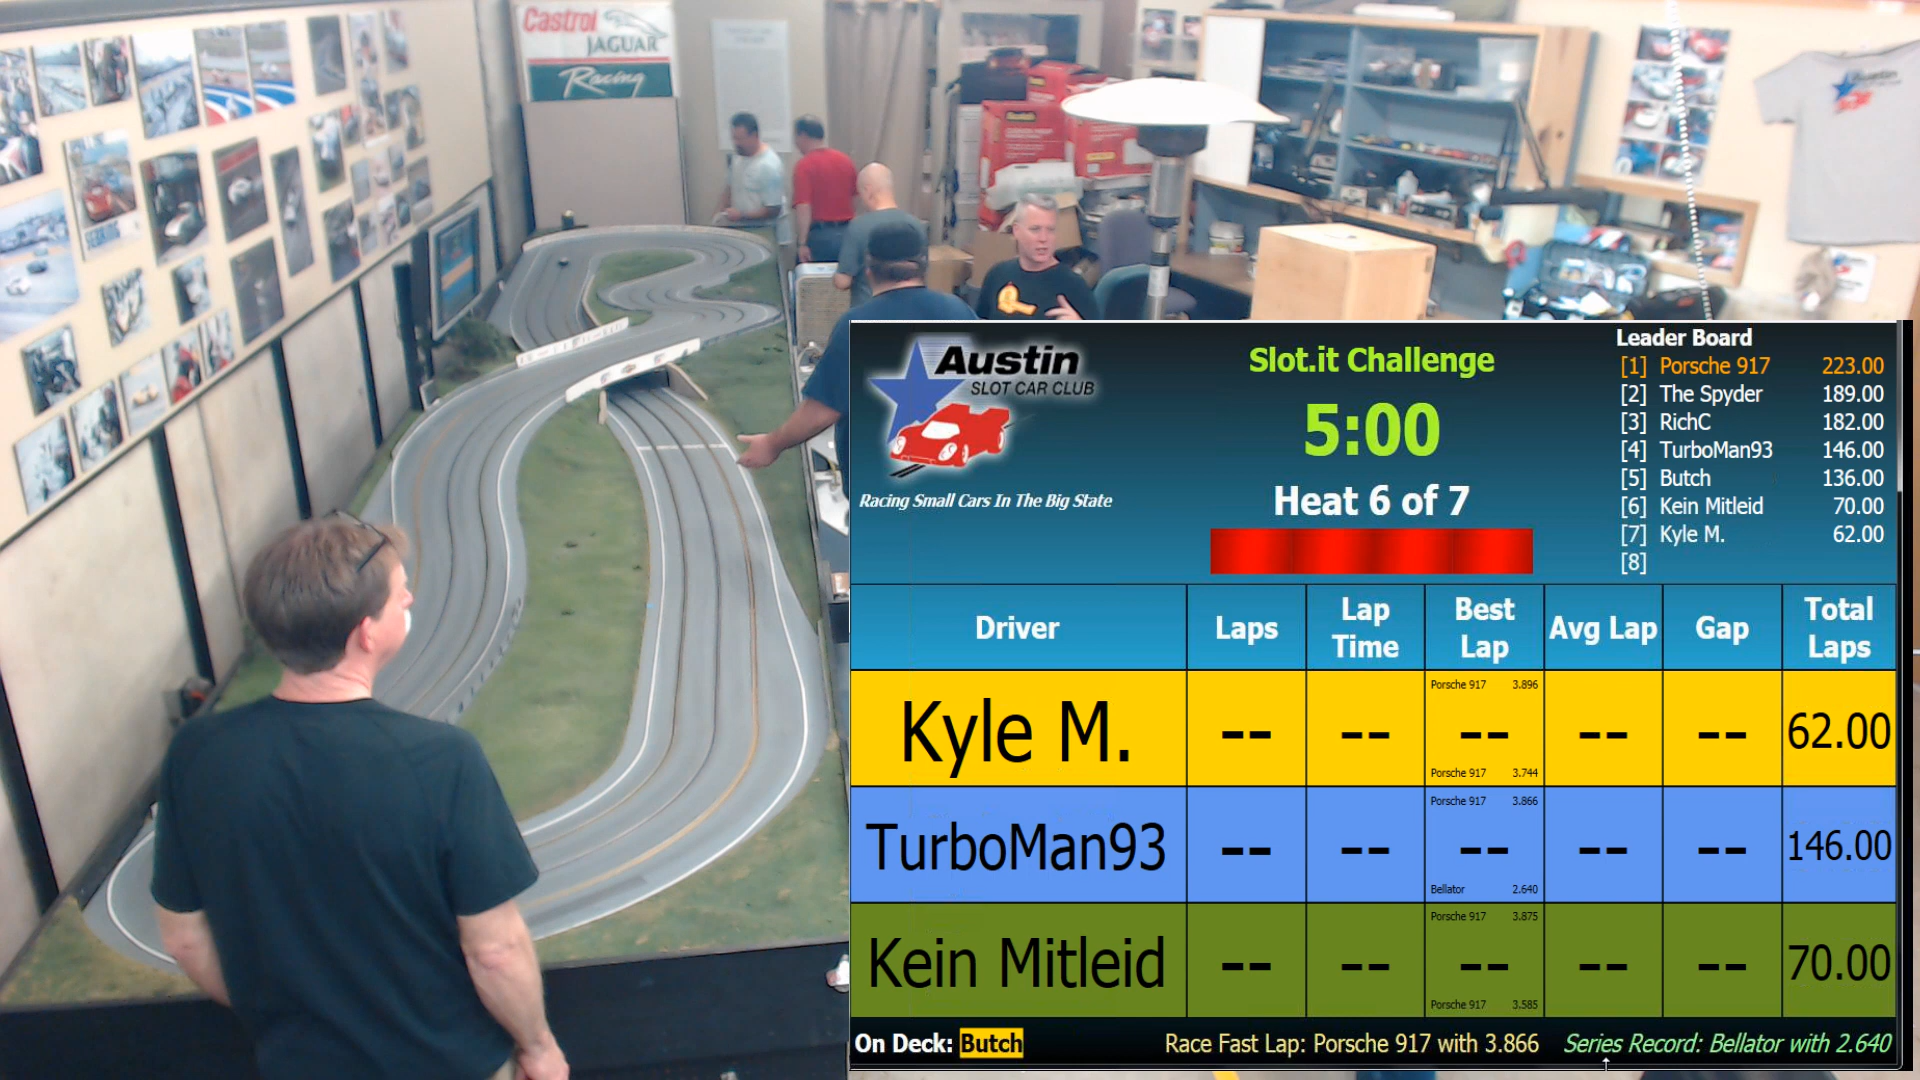 Castrol
JAGUAR
Racing
Austin
Austin
SLOT CAR CLUB
Racing Small Cars In The Big State
Slot.it Challenge
5:00
Heat 6 of 7
Leader Board
[1] Porsche 917 223.00
[2] The Spyder 189.00
[3] RichC 182.00
[4] TurboMan93 146.00
[5] Butch 136.00
[6] Kein Mitleid 70.00
[7] Kyle M. 62.00
[8]
Driver Laps Lap Time Best Lap Avg Lap Gap Total Laps
Porsche 917 3.896
Kyle M. -- -- -- -- -- 62.00
Porsche 917 3.744
Porsche 917 3.866
TurboMan93 -- -- -- -- -- 146.00
Bellator 2.640
Porsche 917 3.875
Kein Mitleid -- -- -- -- -- 70.00
Porsche 917 3.585
On Deck: Butch Race Fast Lap: Porsche 917 with 3.866 Series Record: Bellator with 2.640